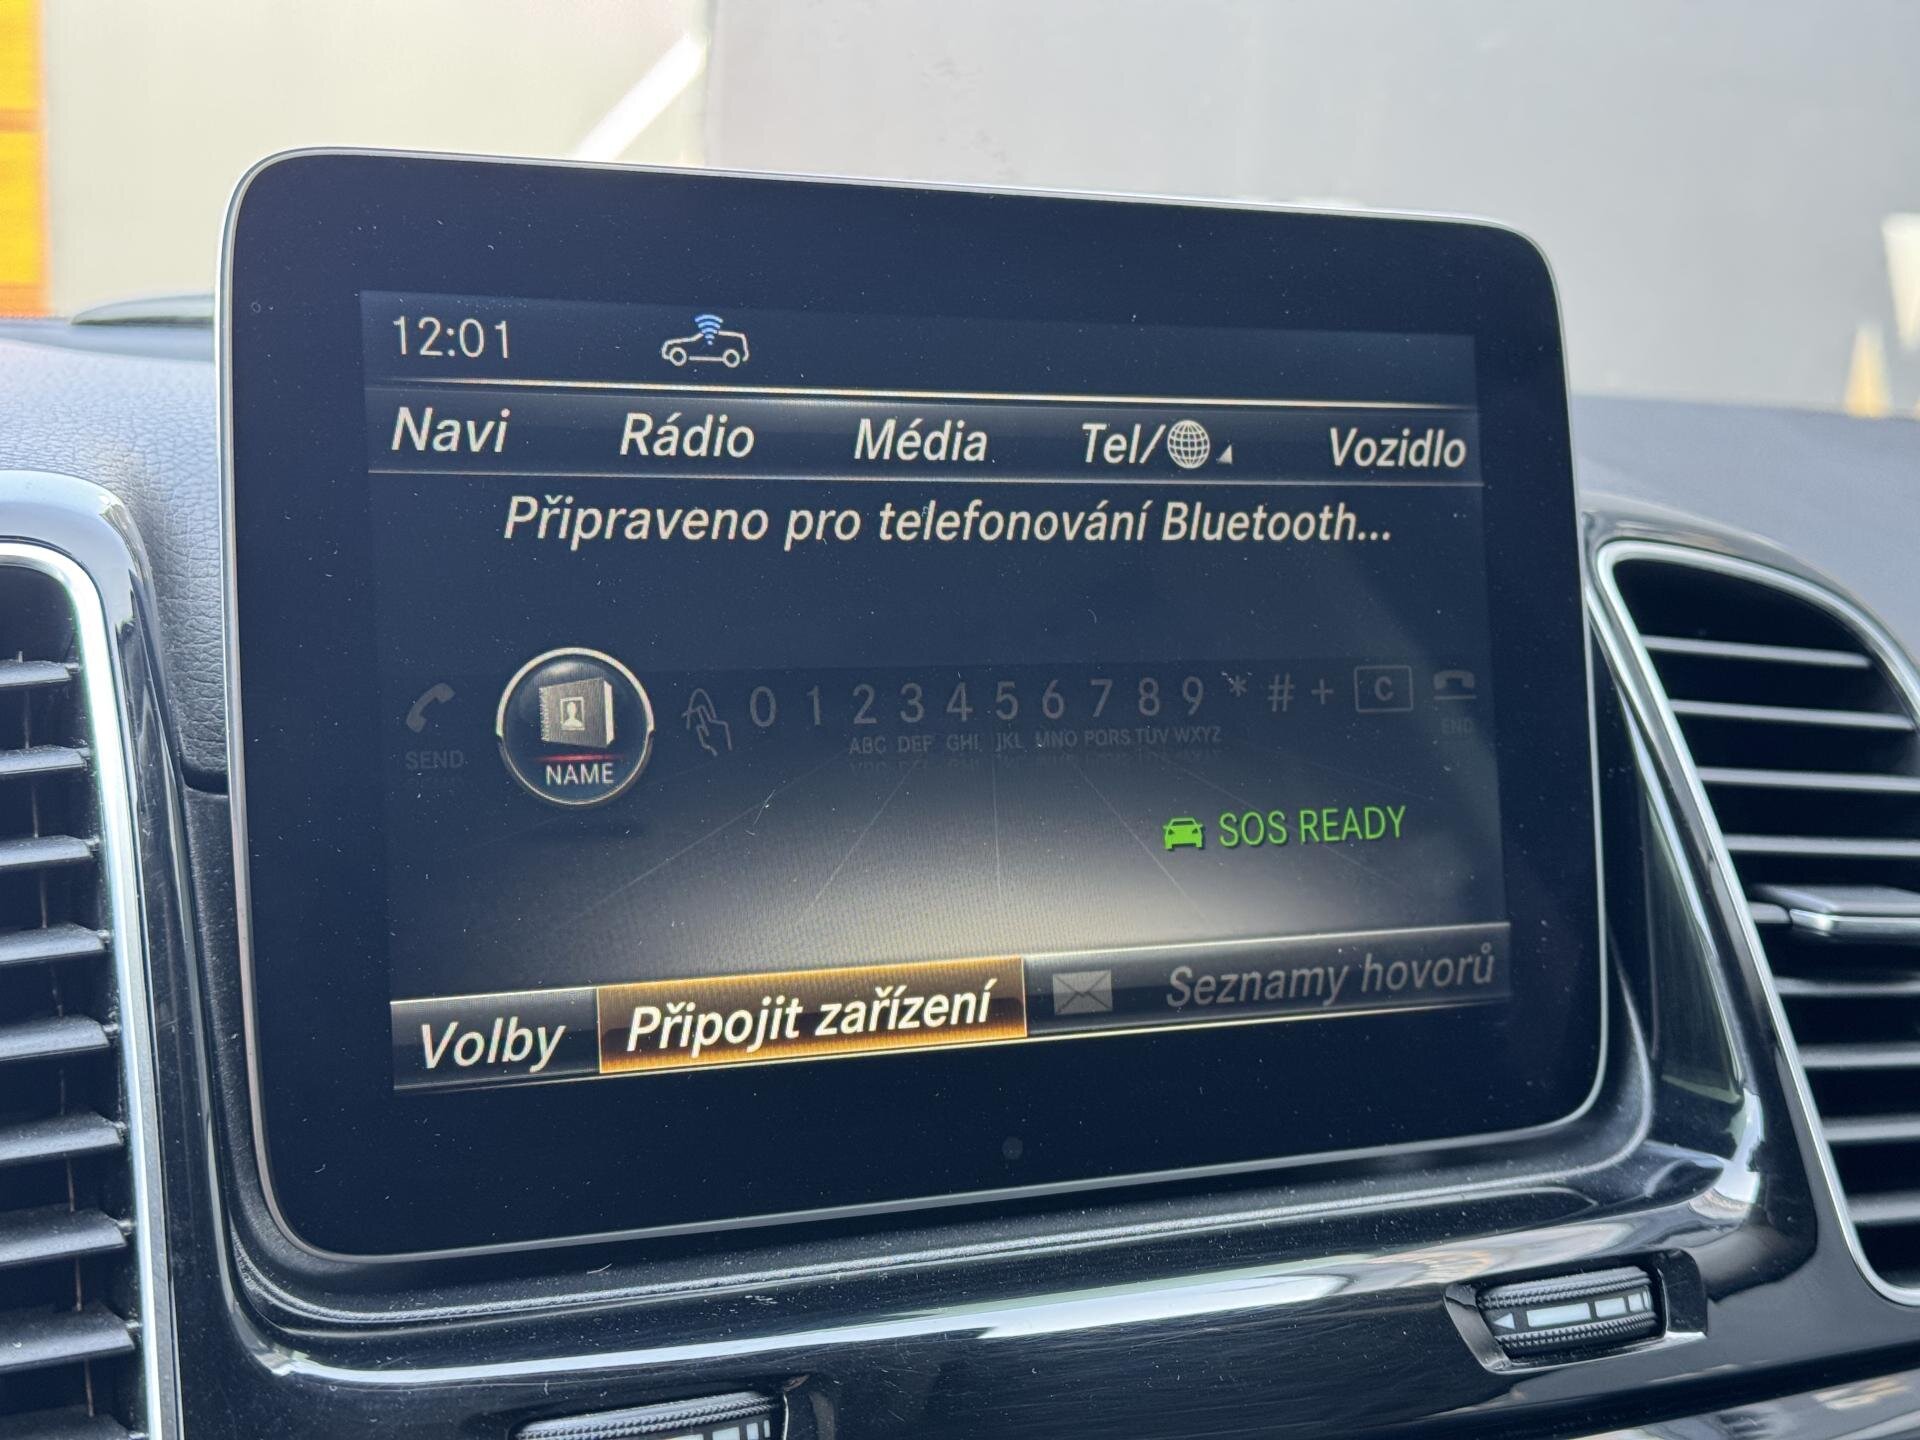 12:01
Navi Rádio Média Tel/ Vozidlo
Připraveno pro telefonování Bluetooth...
SEND NAME 0 1 2 3 4 5 6 7 8 9 * # + C END
ABC DEF GHI JKL MNO PQRS TUV WXYZ
SOS READY
Volby Připojit zařízení Seznamy hovorů